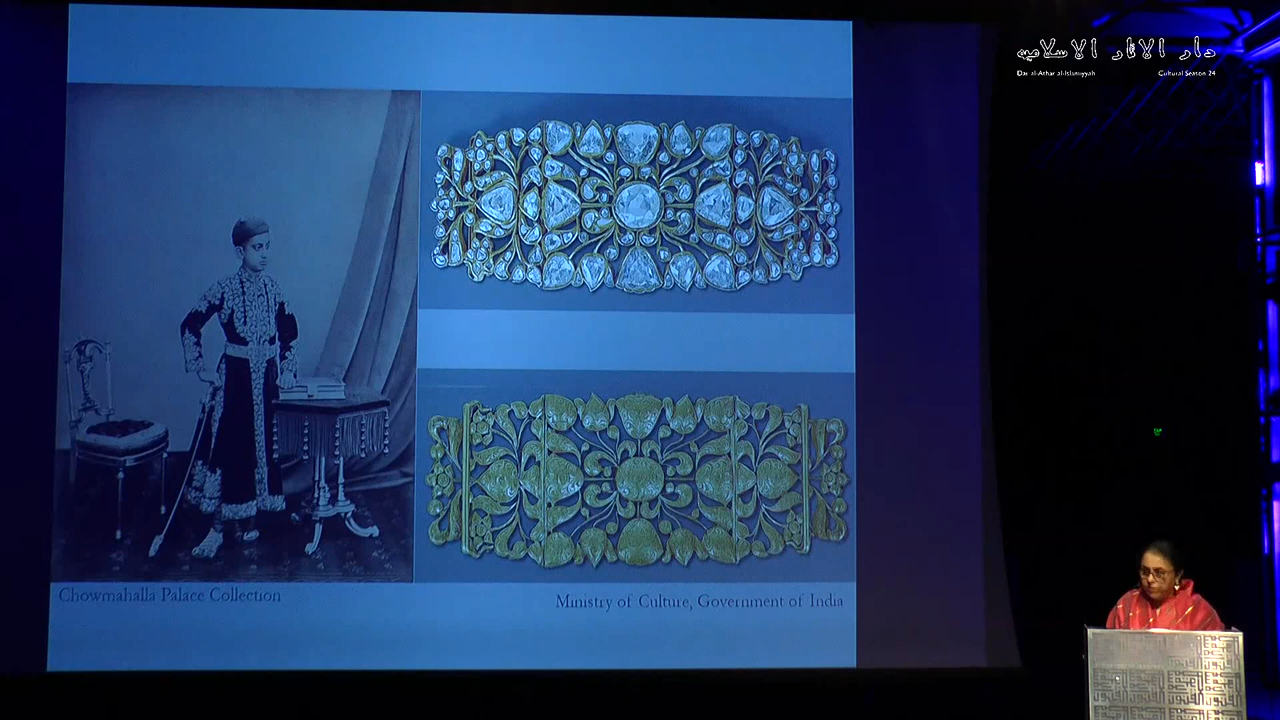 دار الآثار الاسلاميه
Dar al-Athar al-Islamiyyah
Cultural Season 24
Chowmahalla Palace Collection
Ministry of Culture, Government of India